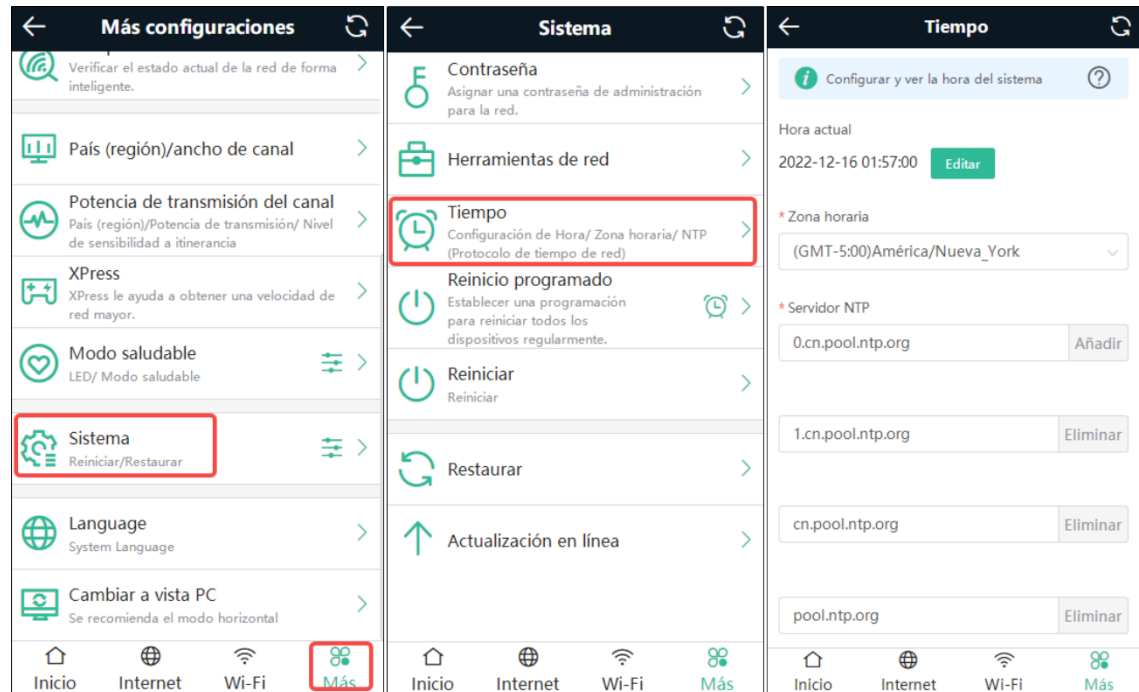 Más configuraciones
Verificar el estado actual de la red de forma
inteligente.
País (región)/ancho de canal
Potencia de transmisión del canal
País (región)/Potencia de transmisión/ Nivel
de sensibilidad a itinerancia
XPress
XPress le ayuda a obtener una velocidad de
red mayor.
Modo saludable
LED/ Modo saludable
Sistema
Reiniciar/Restaurar
Language
System Language
Cambiar a vista PC
Se recomienda el modo horizontal
Inicio Internet Wi-Fi Más
Sistema
Contraseña
Asignar una contraseña de administración
para la red.
Herramientas de red
Tiempo
Configuración de Hora/ Zona horaria/ NTP
(Protocolo de tiempo de red)
Reinicio programado
Establecer una programación
para reiniciar todos los
dispositivos regularmente.
Reiniciar
Reiniciar
Restaurar
Actualización en línea
Inicio Internet Wi-Fi Más
Tiempo
Configurar y ver la hora del sistema
Hora actual
2022-12-16 01:57:00 Editar
* Zona horaria
(GMT-5:00)América/Nueva_York
* Servidor NTP
0.cn.pool.ntp.org Añadir
1.cn.pool.ntp.org Eliminar
cn.pool.ntp.org Eliminar
pool.ntp.org Eliminar
Inicio Internet Wi-Fi Más